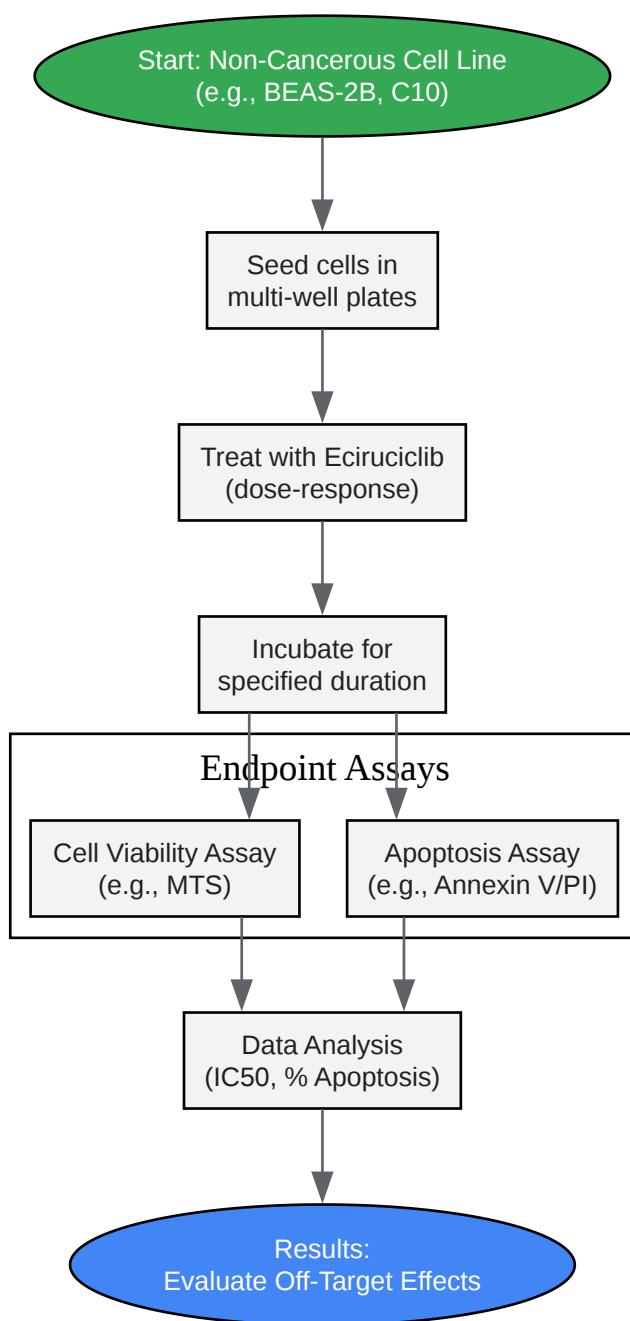 Start: Non-Cancerous Cell Line
(e.g., BEAS-2B, C10)
Seed cells in
multi-well plates
Treat with Eciruciclib
(dose-response)
Incubate for
specified duration
Endpoint Assays
Cell Viability Assay
(e.g., MTS)
Apoptosis Assay
(e.g., Annexin V/PI)
Data Analysis
(IC50, % Apoptosis)
Results:
Evaluate Off-Target Effects